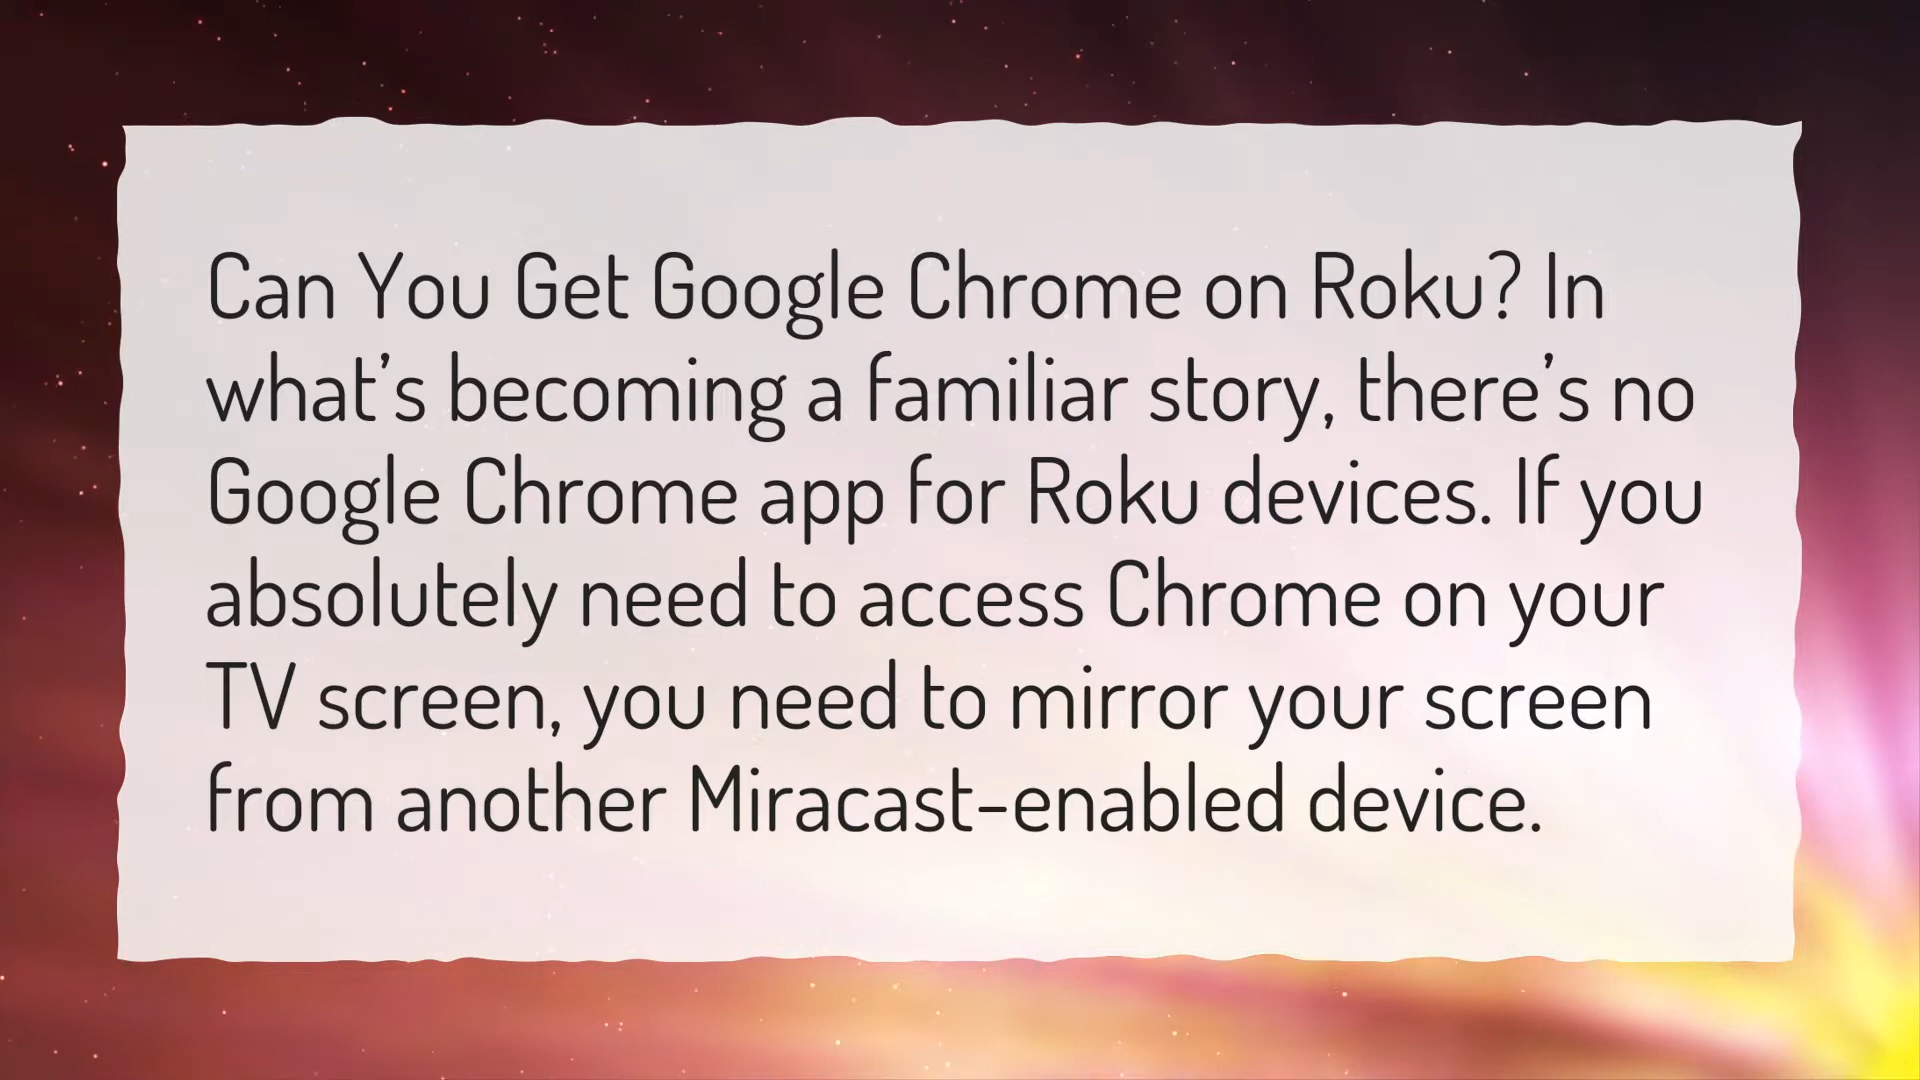 Can You Get Google Chrome on Roku? In
what’s becoming a familiar story, there’s no
Google Chrome app for Roku devices. If you
absolutely need to access Chrome on your
TV screen, you need to mirror your screen
from another Miracast-enabled device.